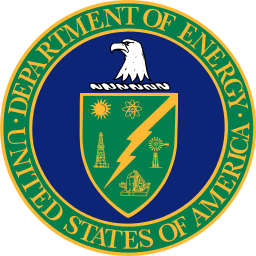 · DEPARTMENT OF ENERGY ·
UNITED STATES OF AMERICA